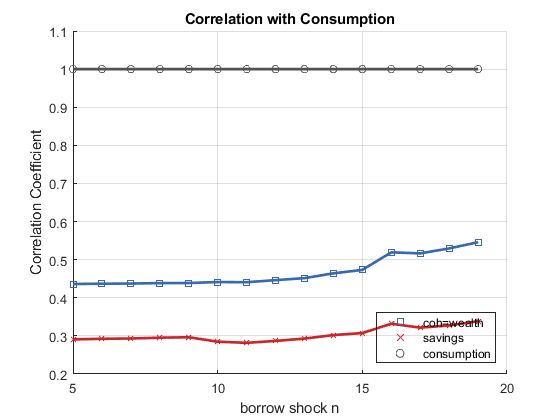 Correlation with Consumption
1.1
1
0.9
0.8
0.7
0.6
0.5
0.4
0.3
0.2
Correlation Coefficient
5
10
15
20
borrow shock n
coh=wealth
savings
consumption